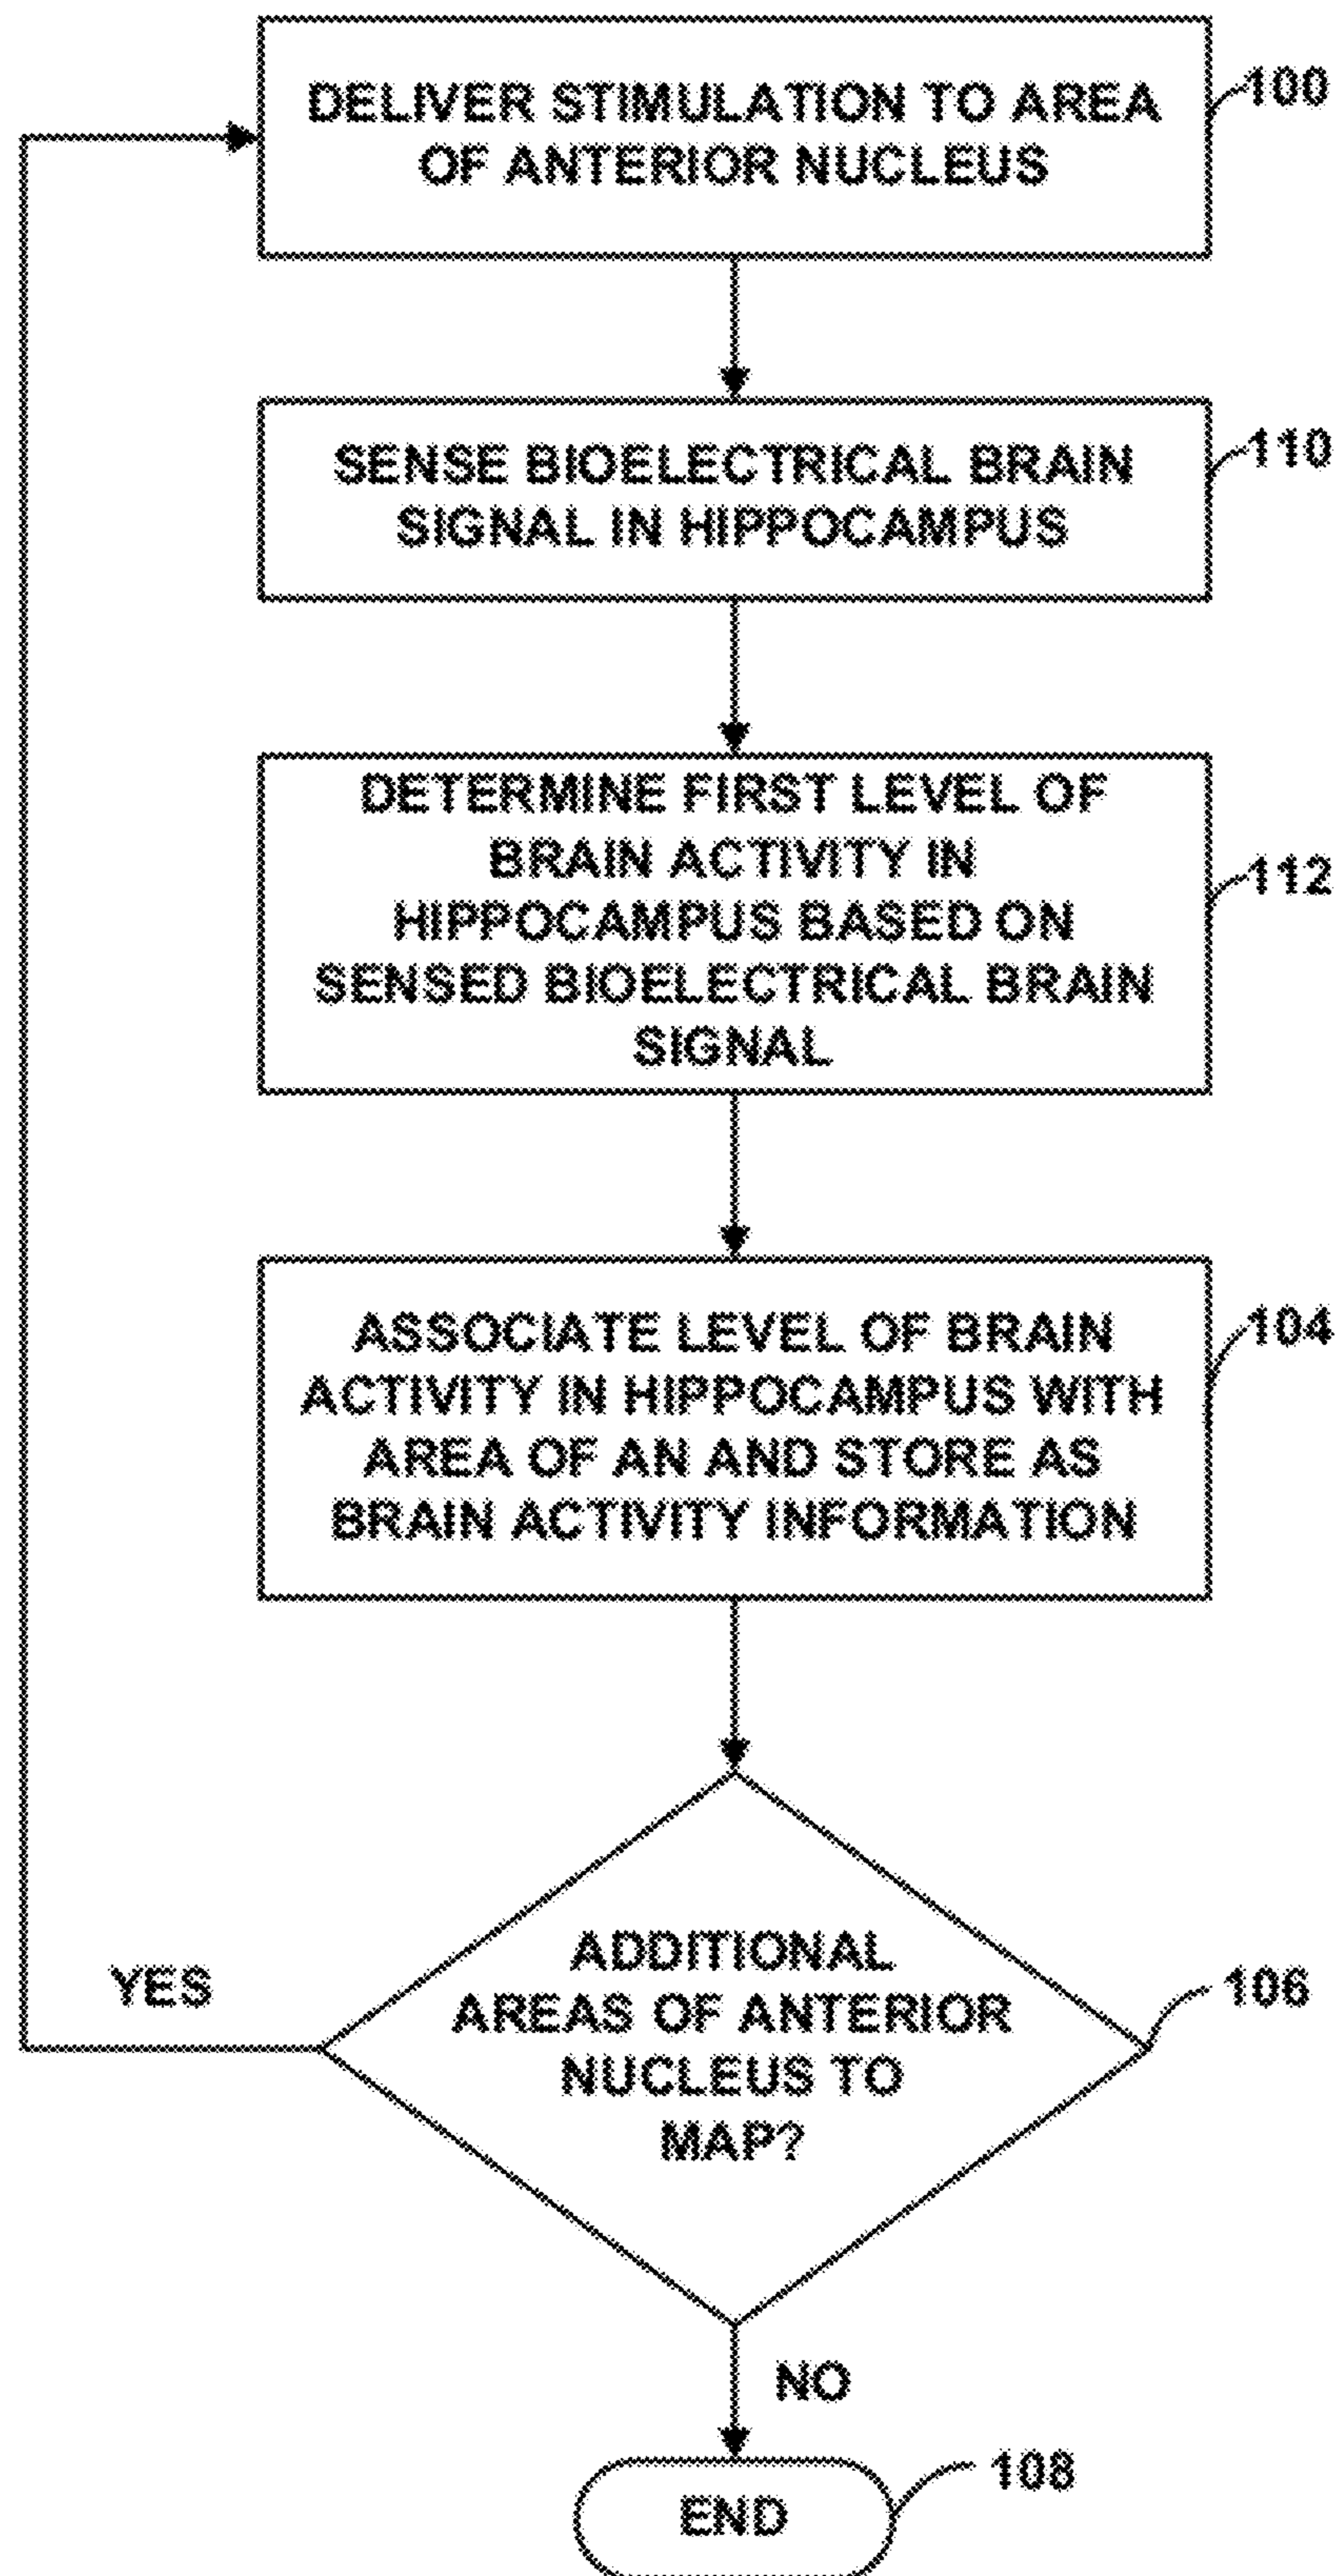 DELIVER STIMULATION TO AREA
OF ANTERIOR NUCLEUS
100
SENSE BIOELECTRICAL BRAIN
SIGNAL IN HIPPOCAMPUS
110
DETERMINE FIRST LEVEL OF
BRAIN ACTIVITY IN
HIPPOCAMPUS BASED ON
SENSED BIOELECTRICAL BRAIN
SIGNAL
112
ASSOCIATE LEVEL OF BRAIN
ACTIVITY IN HIPPOCAMPUS WITH
AREA OF AN AND STORE AS
BRAIN ACTIVITY INFORMATION
104
ADDITIONAL
AREAS OF ANTERIOR
NUCLEUS TO
MAP?
106
YES
NO
END
108